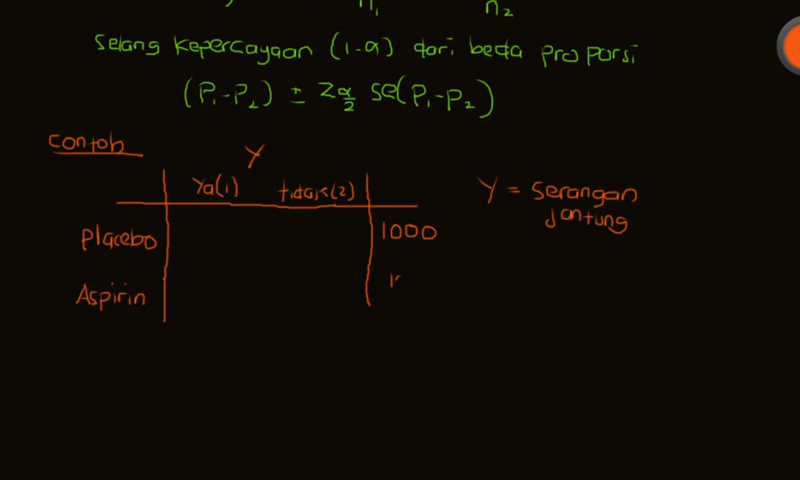 n₁ n₂
Selang kepercayaan (1-α) dari beda proporsi
(P₁-P₂) ± Zα/2 se(P₁-P₂)
Contoh
Y
Ya(1) tidak(2)
Y = Serangan
Jantung
Placebo 1000
Aspirin